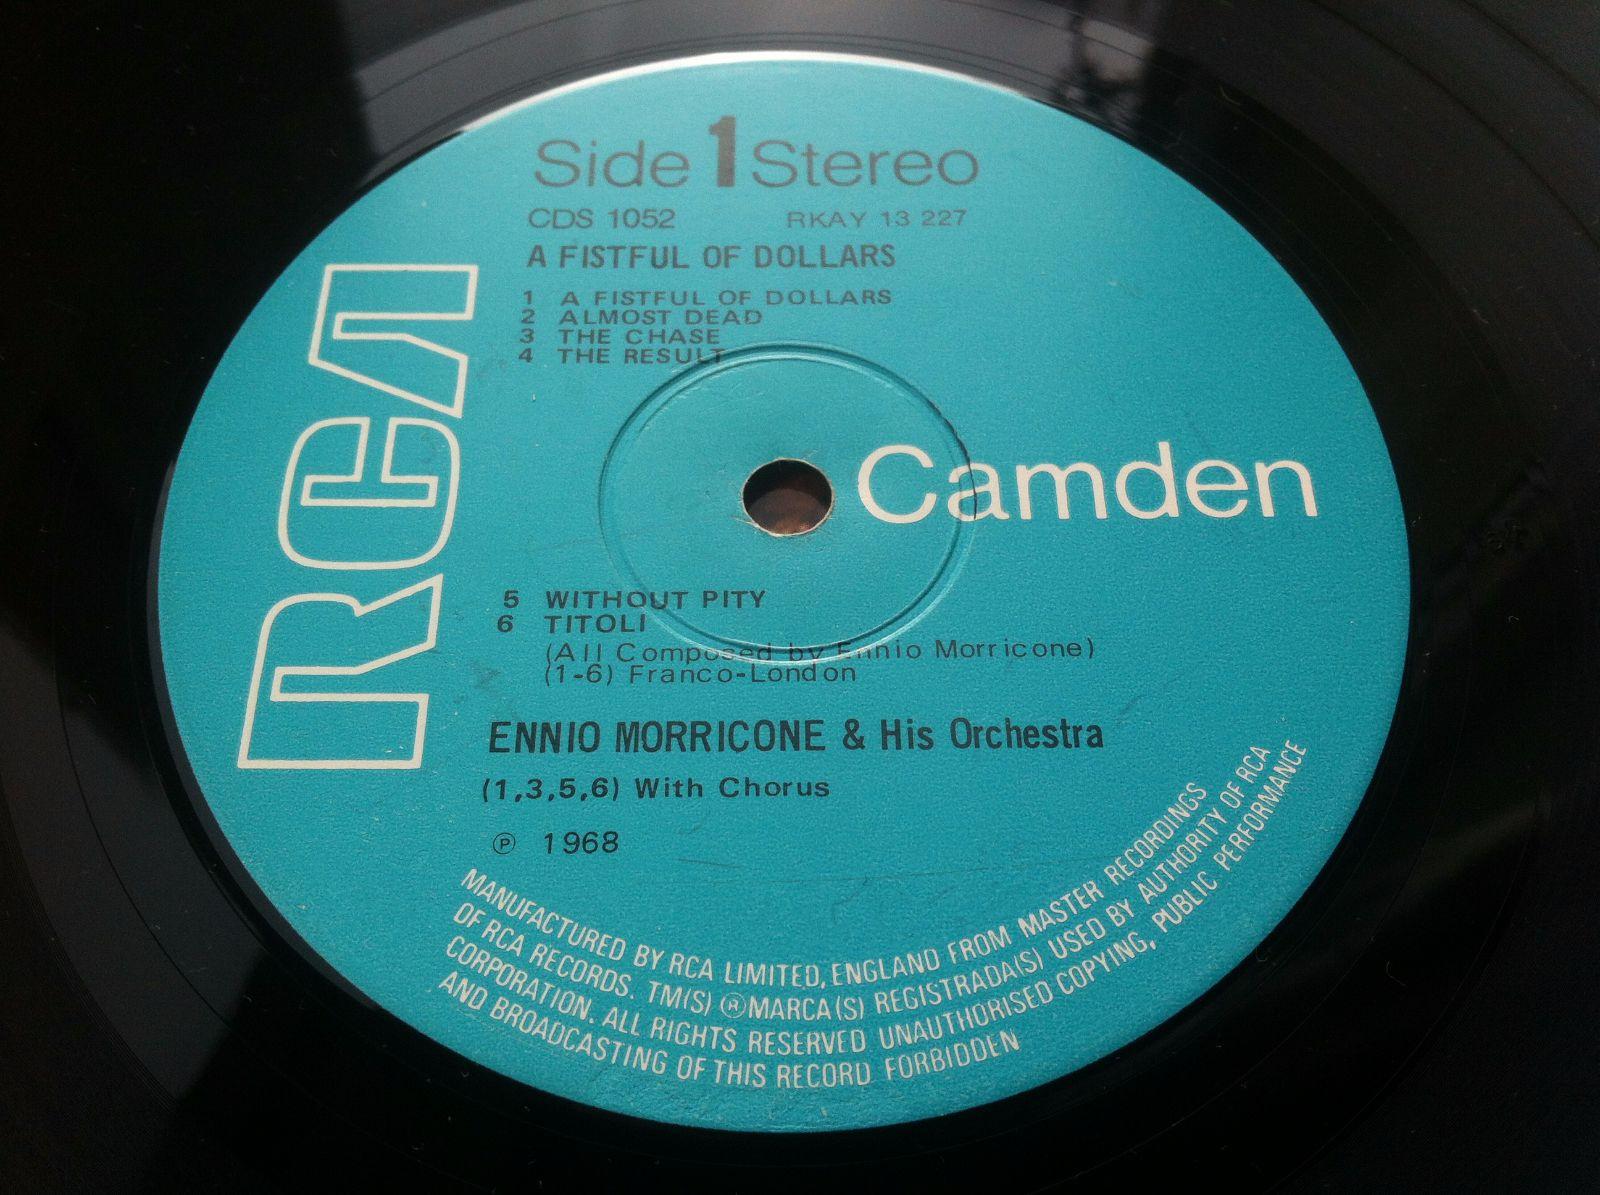 Side 1 Stereo
CDS 1052 RKAY 13 227
A FISTFUL OF DOLLARS
1 A FISTFUL OF DOLLARS
2 ALMOST DEAD
3 THE CHASE
4 THE RESULT
RCA
Camden
5 WITHOUT PITY
6 TITOLI
(All Composed by Ennio Morricone)
(1-6) Franco-London
ENNIO MORRICONE & His Orchestra
(1,3,5,6) With Chorus
℗ 1968
MANUFACTURED BY RCA LIMITED, ENGLAND FROM MASTER RECORDINGS
OF RCA RECORDS. TM(S) ® MARCA(S) REGISTRADA(S) USED BY AUTHORITY OF RCA
CORPORATION. ALL RIGHTS RESERVED UNAUTHORISED COPYING, PUBLIC PERFORMANCE
AND BROADCASTING OF THIS RECORD FORBIDDEN